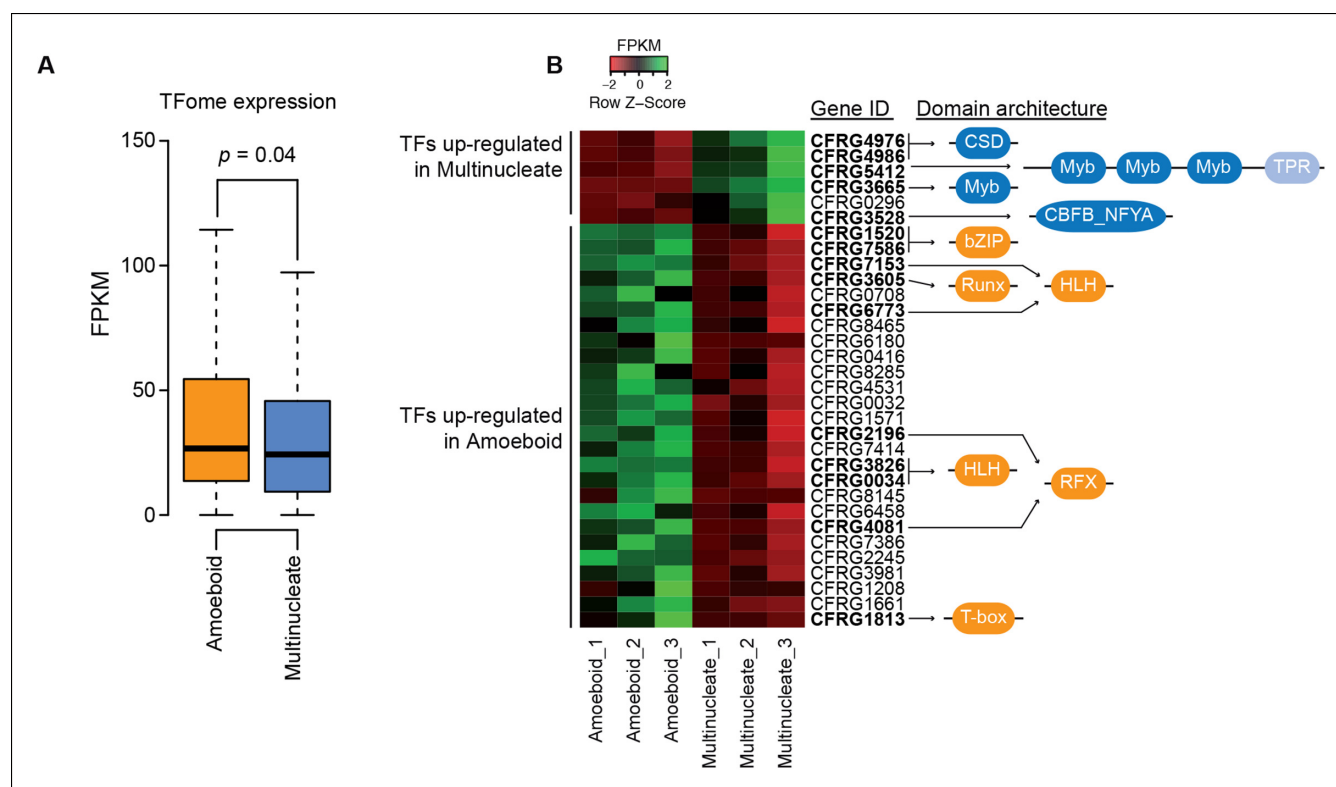 A
TFome expression
150
100
50
0
FPKM
p = 0.04
Amoeboid
Multinucleate
B
FPKM
−2 0 2
Row Z−Score
TFs up-regulated
in Multinucleate
TFs up-regulated
in Amoeboid
Gene ID
CFRG4976
CFRG4986
CFRG5412
CFRG3665
CFRG0296
CFRG3528
CFRG1520
CFRG7586
CFRG7153
CFRG3605
CFRG0708
CFRG6773
CFRG8465
CFRG6180
CFRG0416
CFRG8285
CFRG4531
CFRG0032
CFRG1571
CFRG2196
CFRG7414
CFRG3826
CFRG0034
CFRG8145
CFRG6458
CFRG4081
CFRG7386
CFRG2245
CFRG3981
CFRG1208
CFRG1661
CFRG1813
Domain architecture
CSD
Myb Myb Myb TPR
Myb
CBFB_NFYA
bZIP
Runx HLH
HLH RFX
T-box
Amoeboid_1
Amoeboid_2
Amoeboid_3
Multinucleate_1
Multinucleate_2
Multinucleate_3